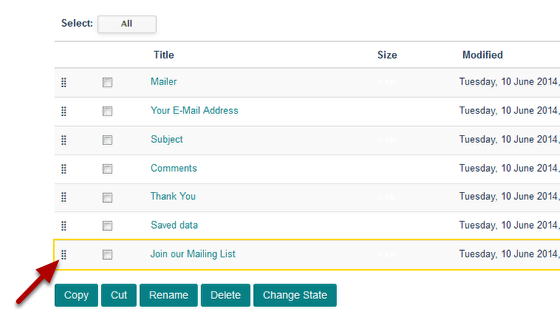 Select: All
Title Size Modified
Mailer Tuesday, 10 June 2014,
Your E-Mail Address Tuesday, 10 June 2014,
Subject Tuesday, 10 June 2014,
Comments Tuesday, 10 June 2014,
Thank You Tuesday, 10 June 2014,
Saved data Tuesday, 10 June 2014,
Join our Mailing List Tuesday, 10 June 2014,
Copy Cut Rename Delete Change State